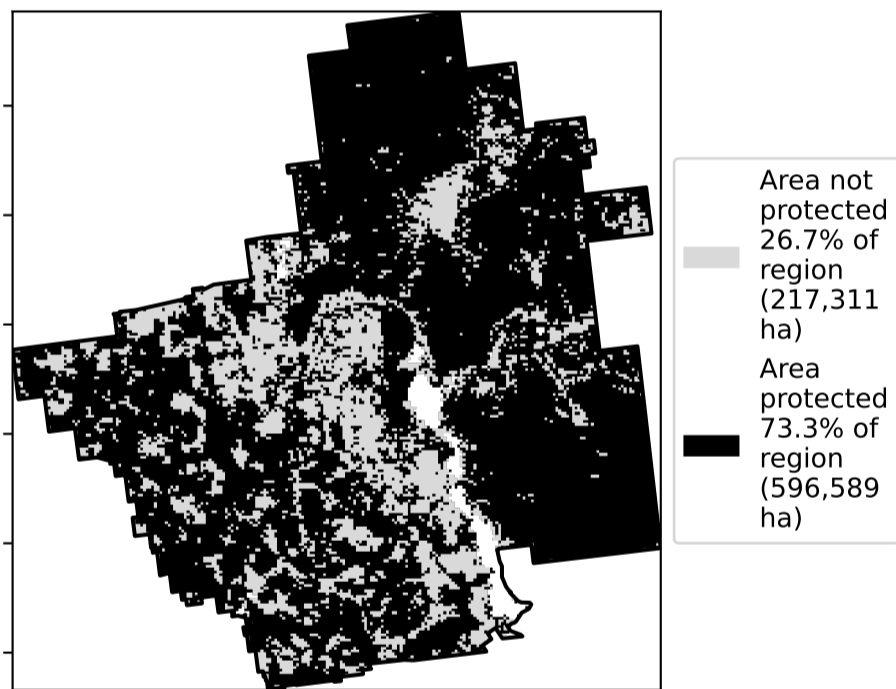 Area not
protected
26.7% of
region
(217,311
ha)
Area
protected
73.3% of
region
(596,589
ha)